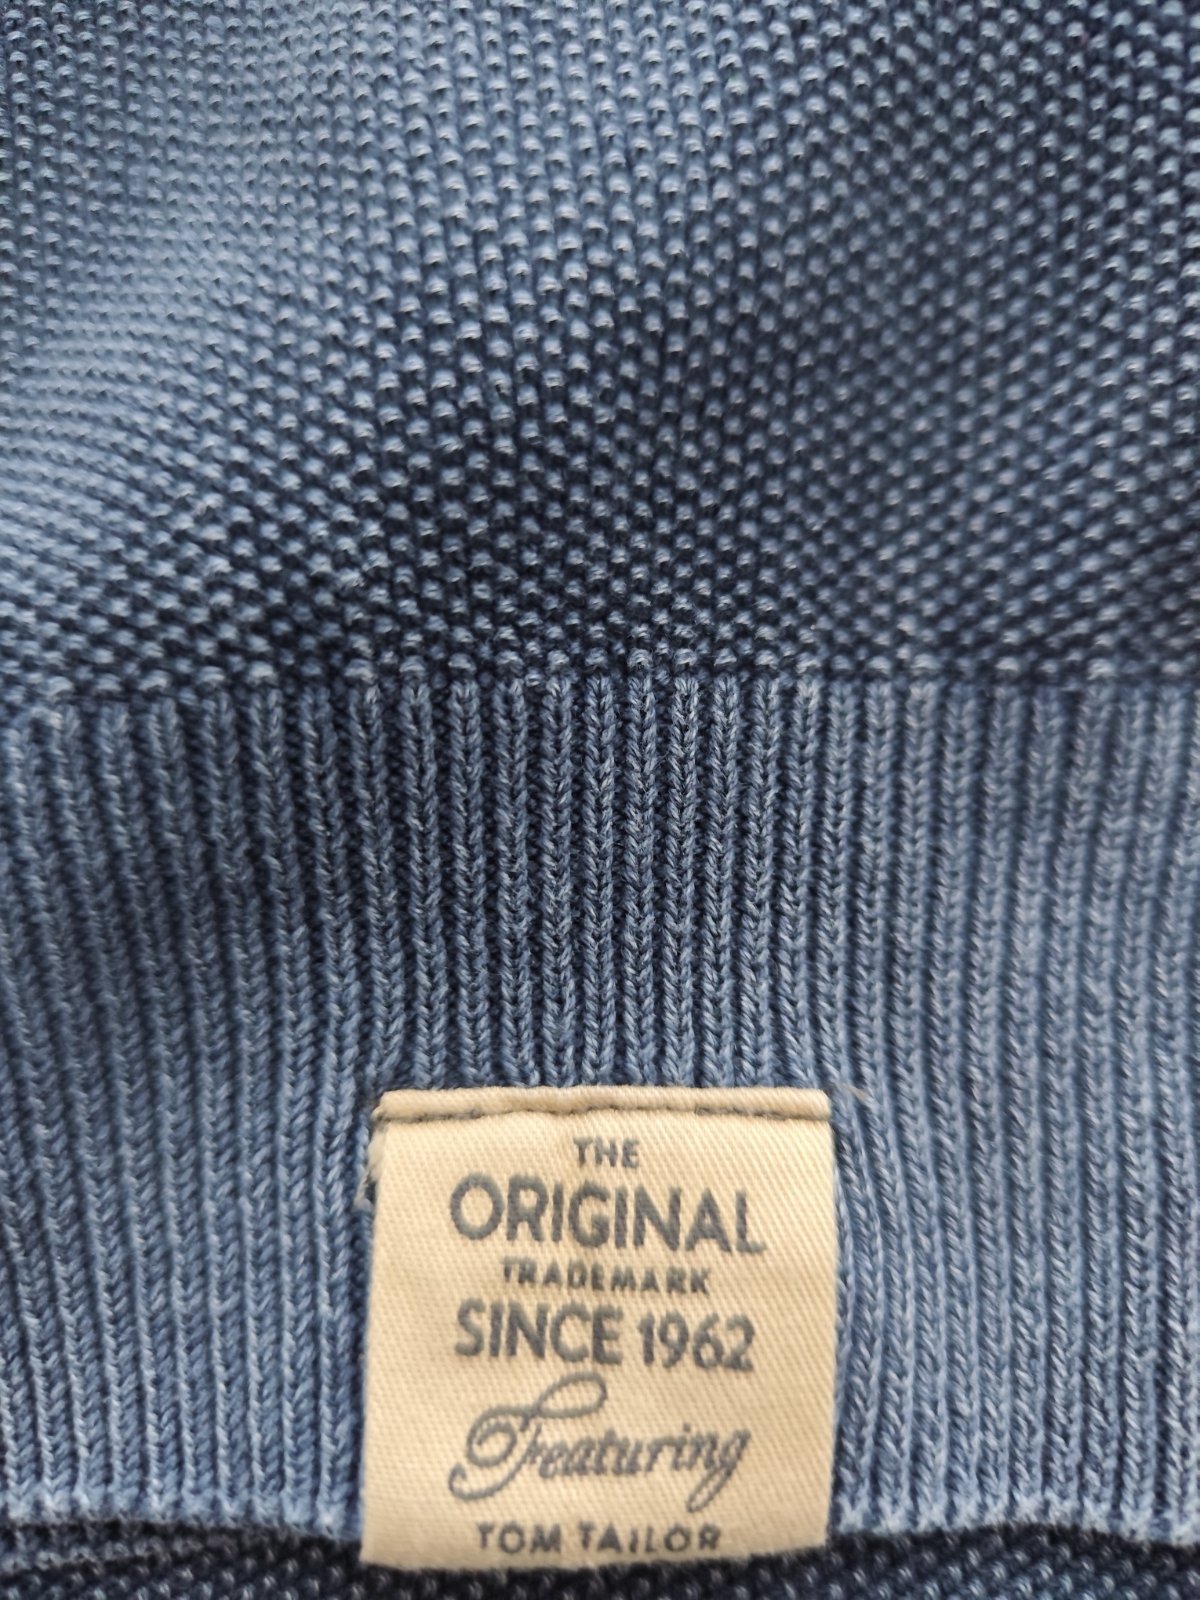 THE
ORIGINAL
TRADEMARK
SINCE 1962
Featuring
TOM TAILOR